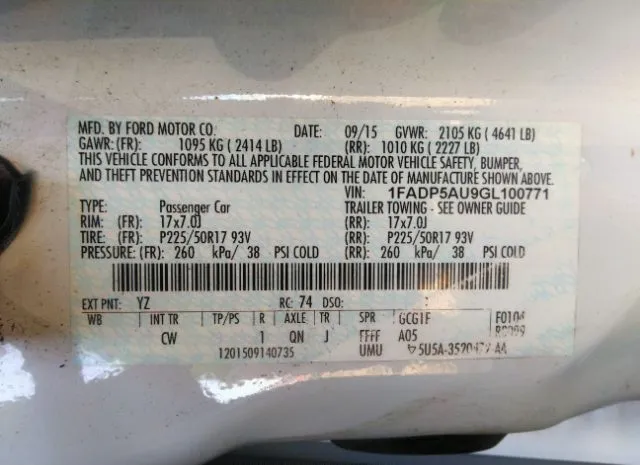 MFD. BY FORD MOTOR CO. DATE: 09/15 GVWR: 2105 KG ( 4641 LB)
GAWR: (FR): 1095 KG ( 2414 LB) (RR): 1010 KG ( 2227 LB)
THIS VEHICLE CONFORMS TO ALL APPLICABLE FEDERAL MOTOR VEHICLE SAFETY, BUMPER,
AND THEFT PREVENTION STANDARDS IN EFFECT ON THE DATE OF MANUFACTURE SHOWN ABOVE.
VIN: 1FADP5AU9GL100771
TYPE: Passenger Car TRAILER TOWING - SEE OWNER GUIDE
RIM: (FR): 17x7.0J (RR): 17x7.0J
TIRE: (FR): P225/50R17 93V (RR): P225/50R17 93V
PRESSURE: (FR): 260 kPa/ 38 PSI COLD (RR): 260 kPa/ 38 PSI COLD
EXT PNT: YZ RC: 74 DSO: :
WB INT TR TP/PS R AXLE TR SPR GCG1F F0104
CW 1 QN J FFFF A05
1201509140735 UMU